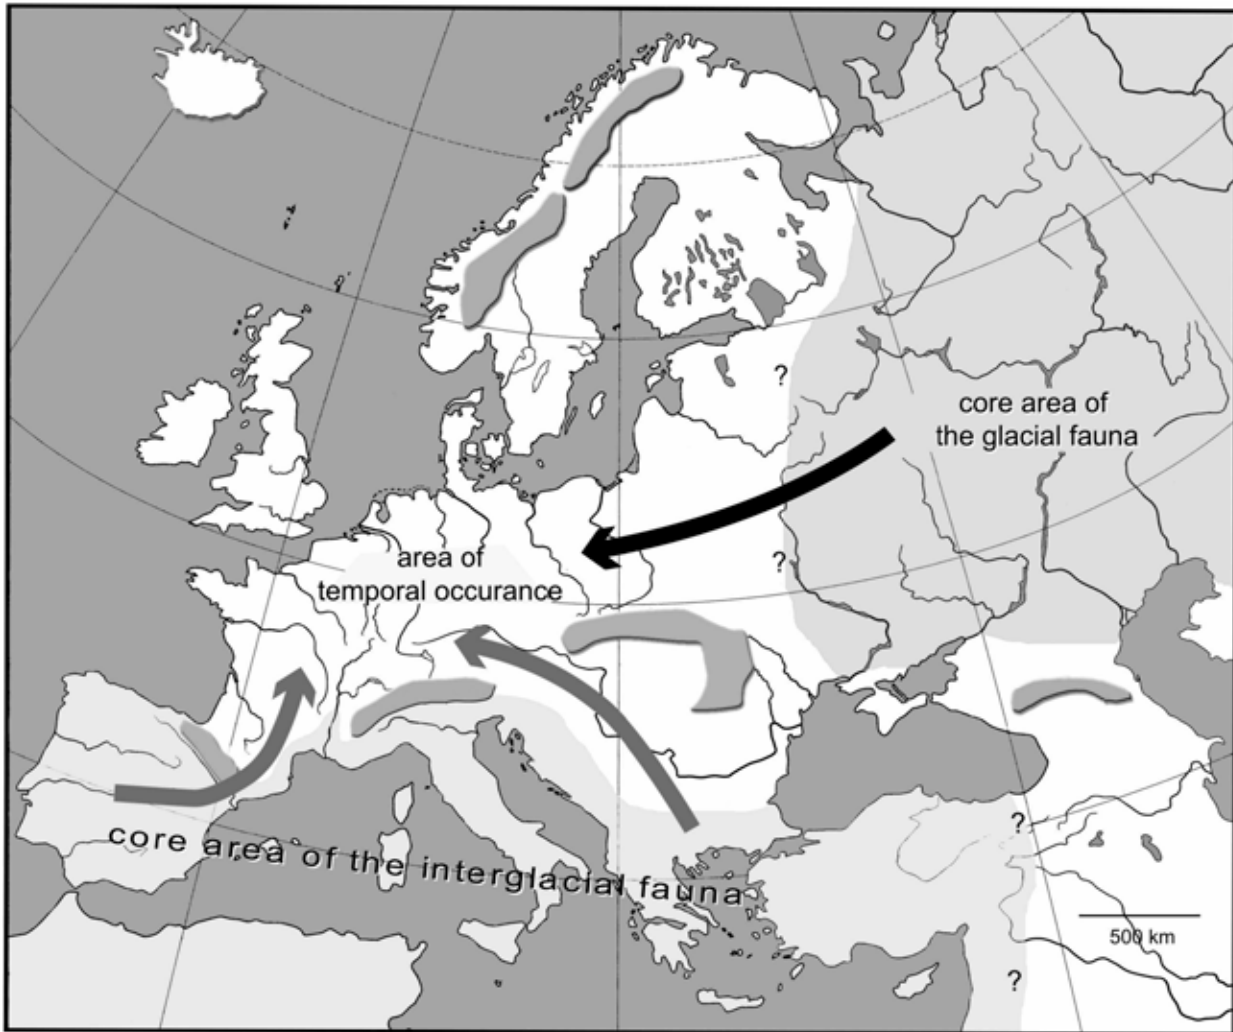 ?
core area of
the glacial fauna
?
area of
temporal occurance
core area of the interglacial fauna
?
500 km
?